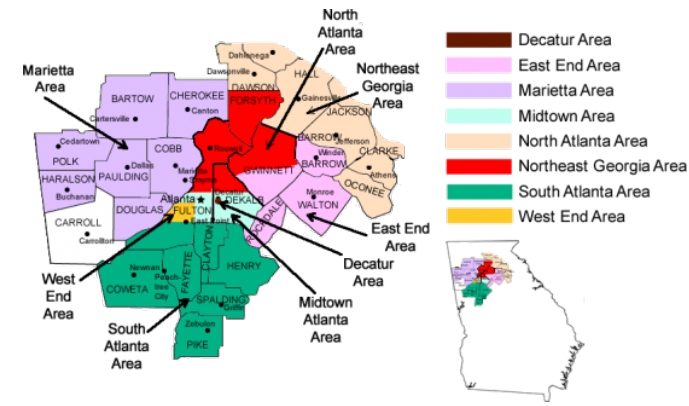 North
Atlanta
Area
Marietta
Area
Northeast
Georgia
Area
Dahlenega
Dawsonville
HALL
DAWSON
BARTOW
CHEROKEE
FORSYTH
Gainesville
Canton
JACKSON
Cartersville
Cedartown
COBB
Roswell
BARROW
Jefferson
POLK
Dallas
Winder
CLARKE
HARALSON
PAULDING
Marietta
GWINNETT
BARROW
Athens
Buchanan
Smyrna
OCONEE
Atlanta
Decatur
Monroe
DOUGLAS
FULTON
DEKALB
WALTON
CARROLL
East Point
ROCKDALE
Carrollton
CLAYTON
East End
Area
West
End
Area
Newnan
Peach-
tree
City
FAYETTE
HENRY
Decatur
Area
COWETA
SPALDING
Griffin
Midtown
Atlanta
Area
South
Atlanta
Area
Zebulon
PIKE
Decatur Area
East End Area
Marietta Area
Midtown Area
North Atlanta Area
Northeast Georgia Area
South Atlanta Area
West End Area